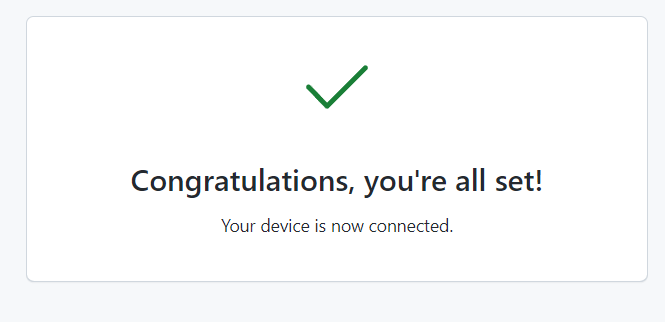 Congratulations, you're all set!
Your device is now connected.